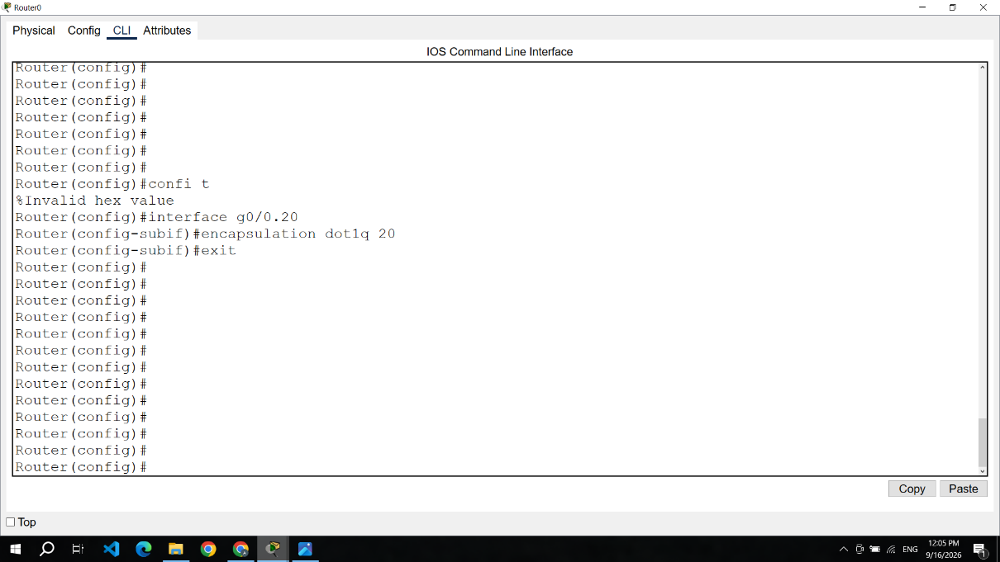 Router0
Physical Config CLI Attributes
IOS Command Line Interface
Router(config)#
Router(config)#
Router(config)#
Router(config)#
Router(config)#
Router(config)#
Router(config)#
Router(config)#confi t
%Invalid hex value
Router(config)#interface g0/0.20
Router(config-subif)#encapsulation dot1q 20
Router(config-subif)#exit
Router(config)#
Router(config)#
Router(config)#
Router(config)#
Router(config)#
Router(config)#
Router(config)#
Router(config)#
Router(config)#
Router(config)#
Router(config)#
Router(config)#
Router(config)#
Copy Paste
Top
ENG
12:05 PM
9/16/2026
1